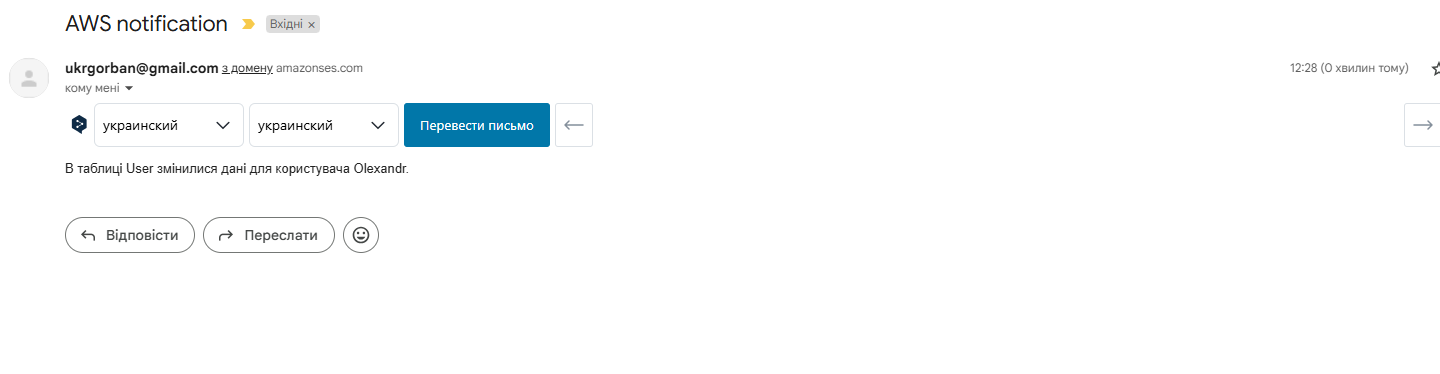 AWS notification Вхідні ×
ukrgorban@gmail.com з домену amazonses.com 12:28 (0 хвилин тому)
кому мені
украинский украинский Перевести письмо
В таблиці User змінилися дані для користувача Olexandr.
Відповісти Переслати